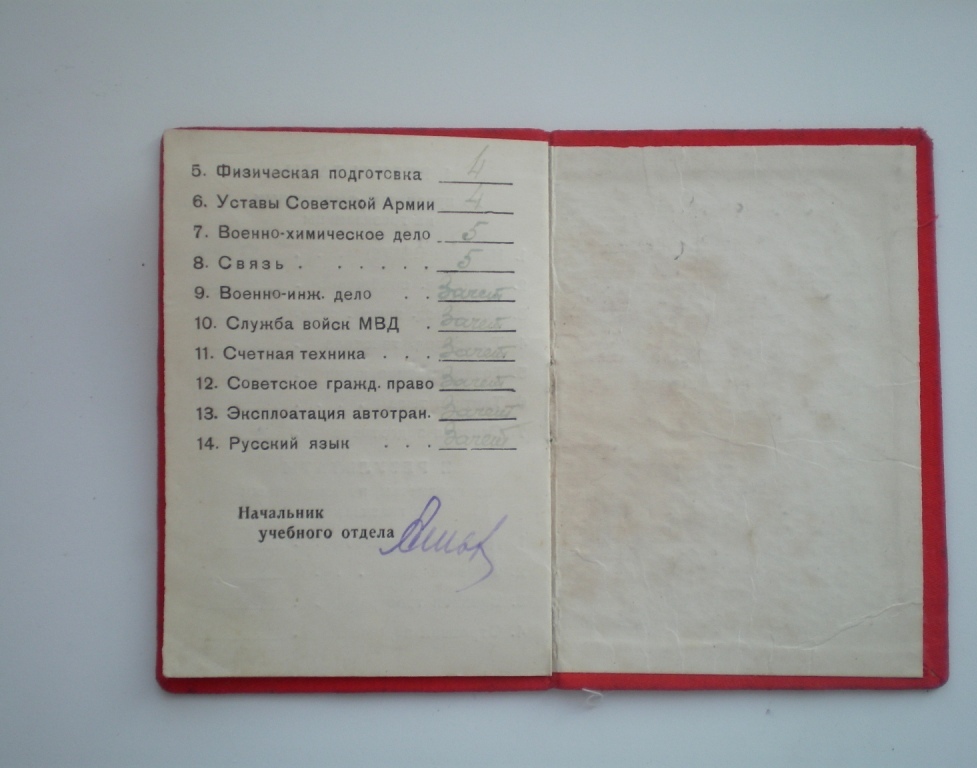 5. Физическая подготовка 4
6. Уставы Советской Армии 4
7. Военно-химическое дело . 5
8. Связь . . . . . . 5
9. Военно-инж. дело . . Зачет
10. Служба войск МВД . Зачет
11. Счетная техника . . . Зачет
12. Советское гражд. право Зачет
13. Эксплоатация автотран. Зачет
14. Русский язык . . . Зачет
Начальник
учебного отдела